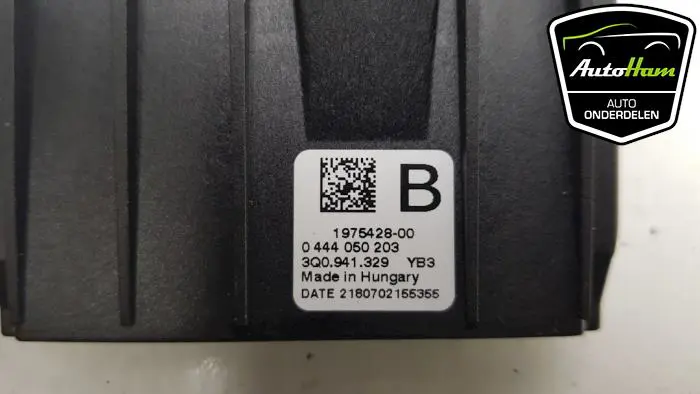 AutoHam
AUTO
ONDERDELEN
B
1975428-00
0 444 050 203
3Q0.941.329 YB3
Made in Hungary
DATE 2180702155355